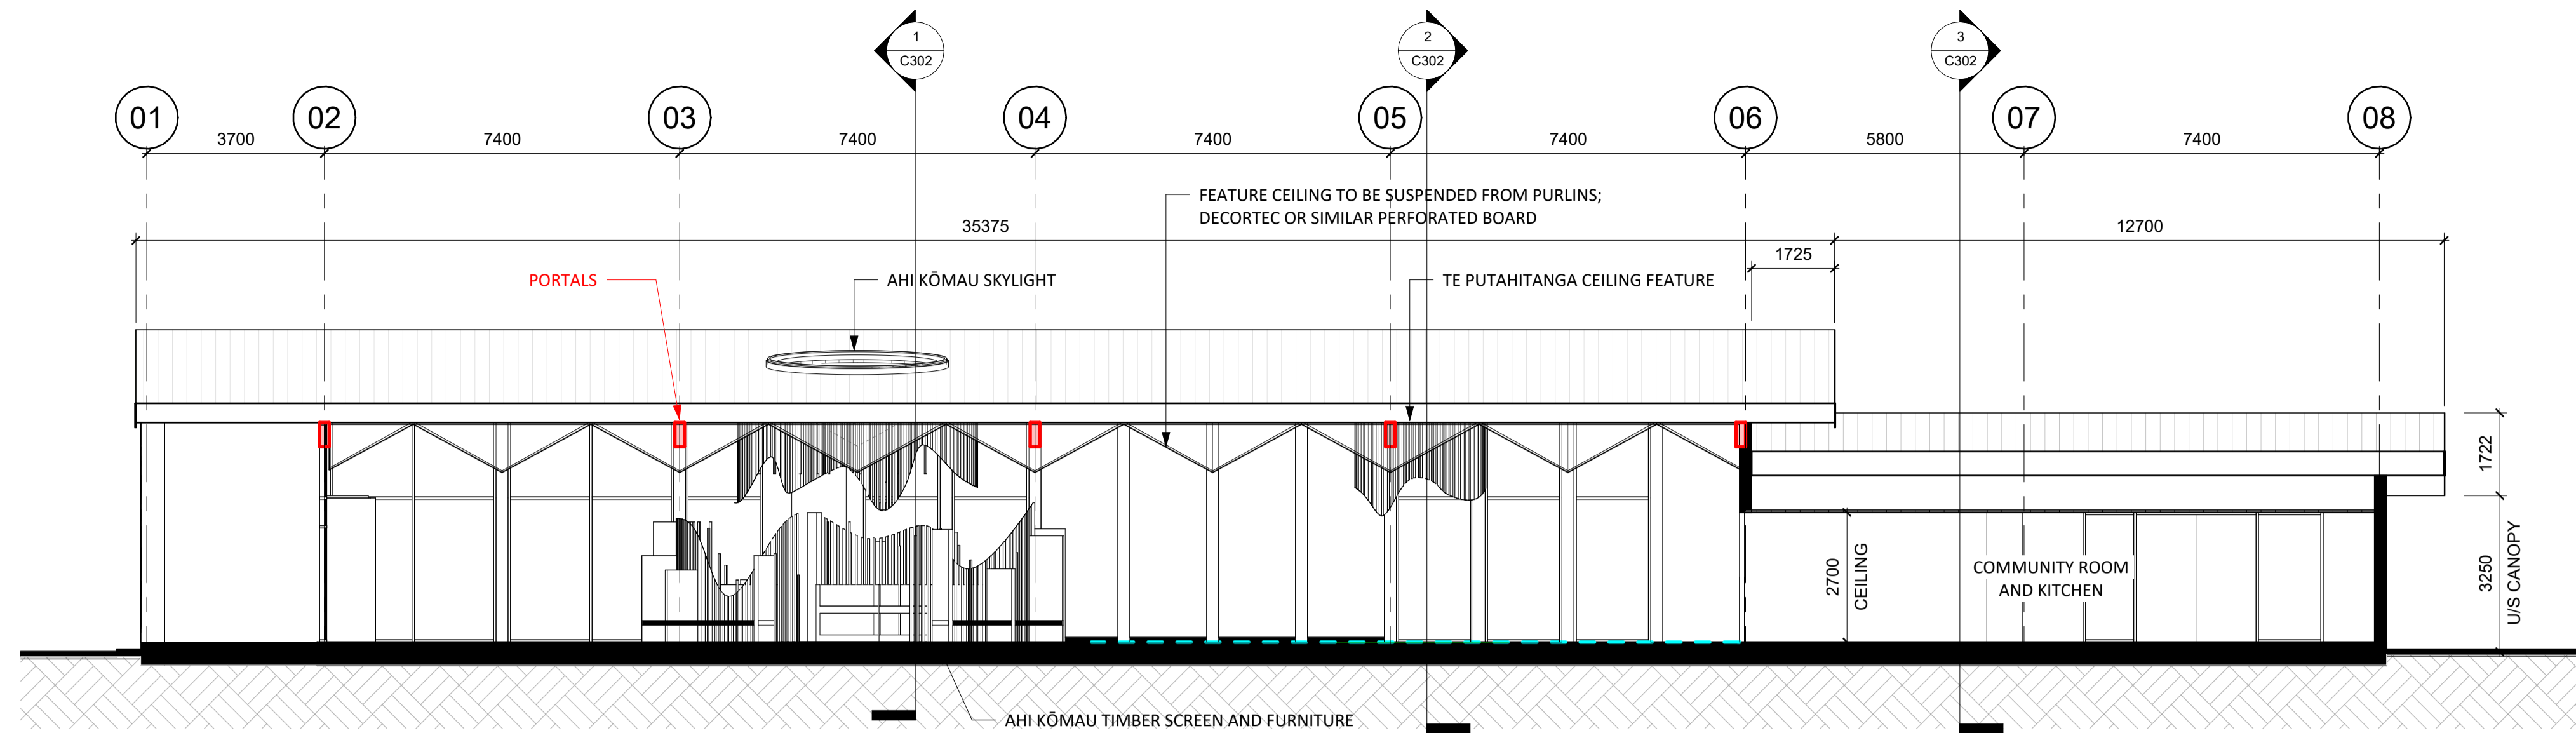 1
C302
2
C302
3
C302
01
02
03
04
05
06
07
08
3700
7400
7400
7400
7400
5800
7400
FEATURE CEILING TO BE SUSPENDED FROM PURLINS;
DECORTEC OR SIMILAR PERFORATED BOARD
35375
12700
1725
PORTALS
AHI KŌMAU SKYLIGHT
TE PUTAHITANGA CEILING FEATURE
1722
2700
CEILING
COMMUNITY ROOM
AND KITCHEN
3250
U/S CANOPY
AHI KŌMAU TIMBER SCREEN AND FURNITURE